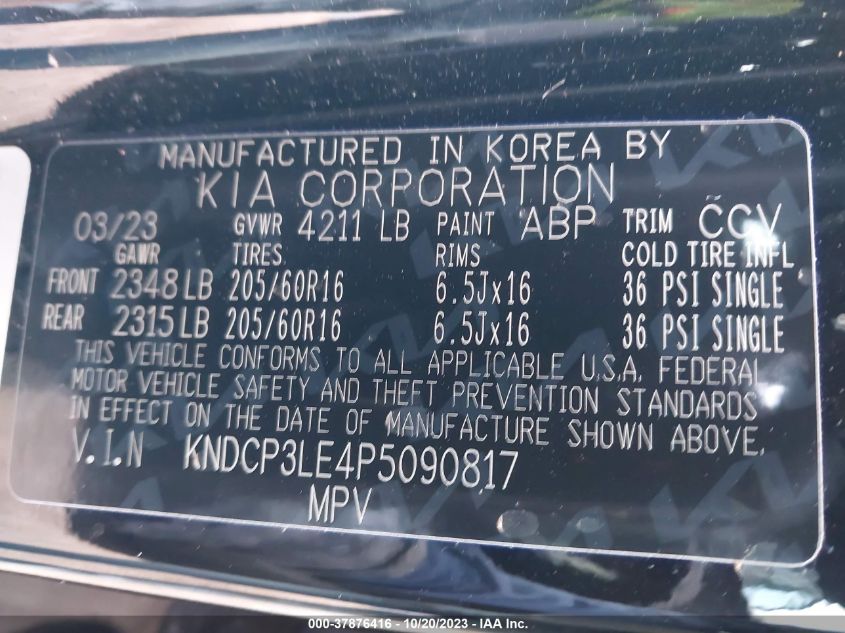 MANUFACTURED IN KOREA BY
KIA CORPORATION
03/23 GVWR 4211 LB PAINT ABP TRIM CCV
GAWR TIRES RIMS COLD TIRE INFL
FRONT 2348 LB 205/60R16 6.5Jx16 36 PSI SINGLE
REAR 2315 LB 205/60R16 6.5Jx16 36 PSI SINGLE
THIS VEHICLE CONFORMS TO ALL APPLICABLE U.S.A. FEDERAL
MOTOR VEHICLE SAFETY AND THEFT PREVENTION STANDARDS
IN EFFECT ON THE DATE OF MANUFACTURE SHOWN ABOVE.
V.I.N KNDCP3LE4P5090817
MPV
000-37876416 - 10/20/2023 - IAA Inc.